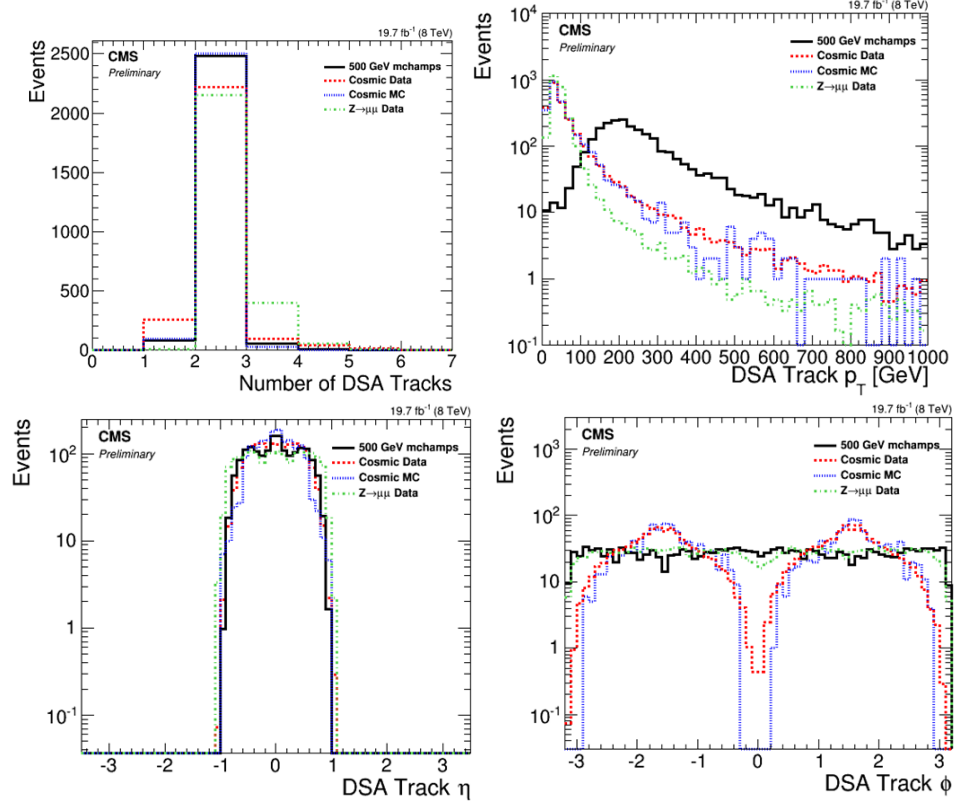 19.7 fb⁻¹ (8 TeV)
Events
CMS
Preliminary
500 GeV mchamps
Cosmic Data
Cosmic MC
Z→μμ Data
2500
2000
1500
1000
500
0
0 1 2 3 4 5 6 7
Number of DSA Tracks
19.7 fb⁻¹ (8 TeV)
Events
CMS
Preliminary
500 GeV mchamps
Cosmic Data
Cosmic MC
Z→μμ Data
10⁴
10³
10²
10
1
10⁻¹
0 100 200 300 400 500 600 700 800 900 1000
DSA Track p_T [GeV]
19.7 fb⁻¹ (8 TeV)
Events
CMS
Preliminary
500 GeV mchamps
Cosmic Data
Cosmic MC
Z→μμ Data
10²
10
1
10⁻¹
-3 -2 -1 0 1 2 3
DSA Track η
19.7 fb⁻¹ (8 TeV)
Events
CMS
Preliminary
500 GeV mchamps
Cosmic Data
Cosmic MC
Z→μμ Data
10³
10²
10
1
10⁻¹
-3 -2 -1 0 1 2 3
DSA Track ϕ